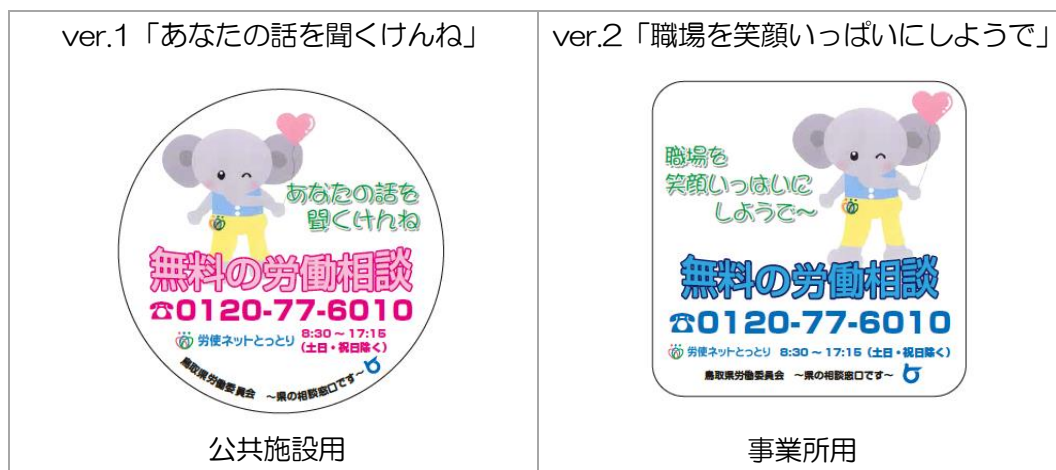 ver.1「あなたの話を聞くけんね」
あなたの話を
聞くけんね
無料の労働相談
☎0120-77-6010
労使ネットとっとり 8:30～17:15
(土日・祝日除く)
鳥取県労働委員会 ～県の相談窓口です～
公共施設用
ver.2「職場を笑顔いっぱいにしようで」
職場を
笑顔いっぱいに
しようで～
無料の労働相談
☎0120-77-6010
労使ネットとっとり 8:30～17:15(土日・祝日除く)
鳥取県労働委員会 ～県の相談窓口です～
事業所用